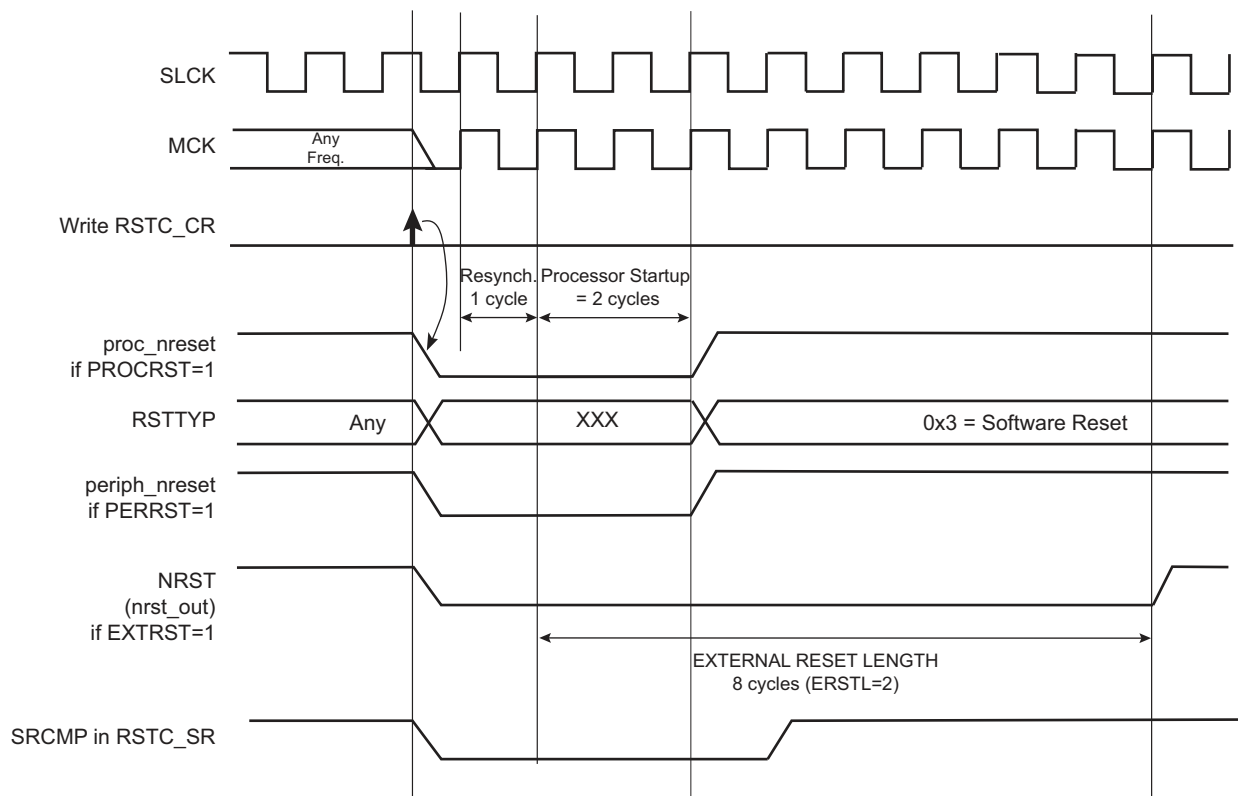 SLCK
MCK
Any
Freq.
Write RSTC_CR
Resynch.
1 cycle
Processor Startup
= 2 cycles
proc_nreset
if PROCRST=1
RSTTYP
Any
XXX
0x3 = Software Reset
periph_nreset
if PERRST=1
NRST
(nrst_out)
if EXTRST=1
EXTERNAL RESET LENGTH
8 cycles (ERSTL=2)
SRCMP in RSTC_SR